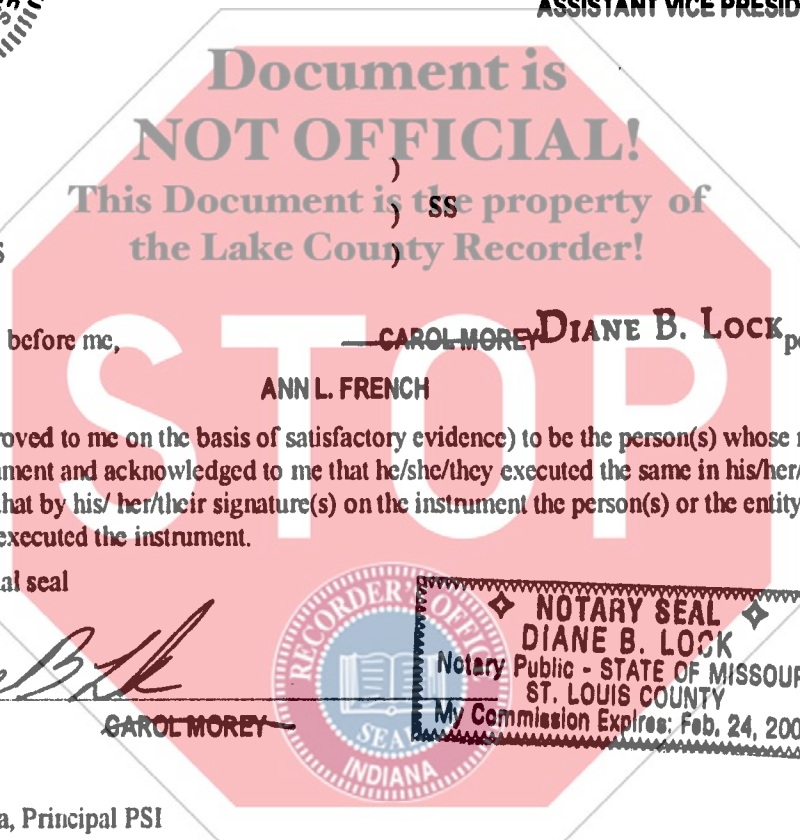 ASSISTANT VICE PRESID
Document is
NOT OFFICIAL!
)
This Document is the property of
) SS
the Lake County Recorder!
)
STOP
before me, CAROL MOREY DIANE B. LOCK
ANN L. FRENCH
roved to me on the basis of satisfactory evidence) to be the person(s) whose
ment and acknowledged to me that he/she/they executed the same in his/her/
hat by his/ her/their signature(s) on the instrument the person(s) or the entity
executed the instrument.
al seal
NOTARY SEAL
DIANE B. LOCK
Notary Public - STATE OF MISSOUR
ST. LOUIS COUNTY
My Commission Expires: Feb. 24, 200
CAROL MOREY
RECORDER'S OFFIC
SEAL
INDIANA
a, Principal PSI